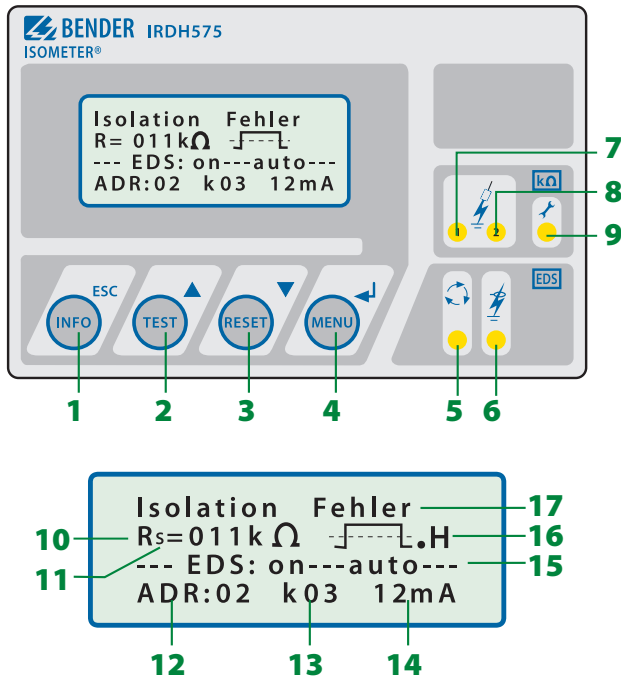 BENDER IRDH575
ISOMETER®
Isolation Fehler
R= 011kΩ
--- EDS: on---auto---
ADR:02 k03 12mA
7
kΩ
8
1 2
9
ESC
EDS
INFO TEST RESET MENU
1 2 3 4 5 6
Isolation Fehler 17
10 Rs=011kΩ .H 16
11
--- EDS: on---auto--- 15
ADR:02 k03 12mA
12 13 14